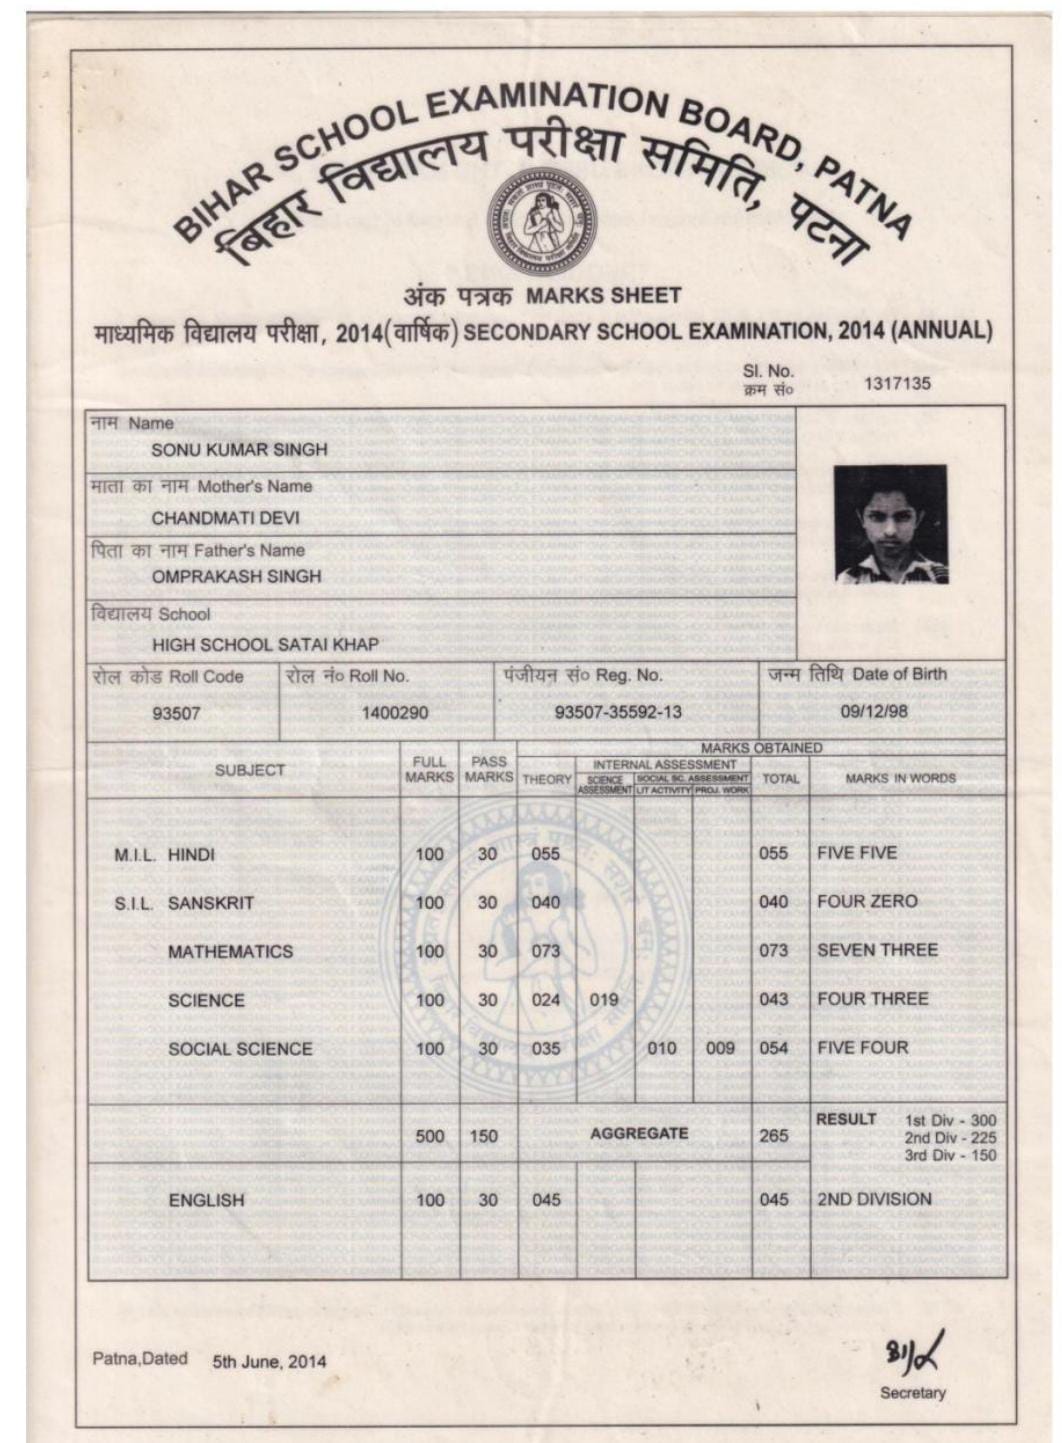 BIHAR SCHOOL EXAMINATION BOARD, PATNA
बिहार विद्यालय परीक्षा समिति, पटना
अंक पत्रक MARKS SHEET
माध्यमिक विद्यालय परीक्षा, 2014(वार्षिक) SECONDARY SCHOOL EXAMINATION, 2014 (ANNUAL)
Sl. No.
क्रम सं० 1317135
नाम Name
SONU KUMAR SINGH
माता का नाम Mother's Name
CHANDMATI DEVI
पिता का नाम Father's Name
OMPRAKASH SINGH
विद्यालय School
HIGH SCHOOL SATAI KHAP
रोल कोड Roll Code रोल नं० Roll No. पंजीयन सं० Reg. No. जन्म तिथि Date of Birth
93507 1400290 93507-35592-13 09/12/98
MARKS OBTAINED
SUBJECT FULL MARKS PASS MARKS THEORY INTERNAL ASSESSMENT TOTAL MARKS IN WORDS
SCIENCE ASSESSMENT SOCIAL SC. ASSESSMENT
LIT ACTIVITY PROJ. WORK
M.I.L. HINDI 100 30 055 055 FIVE FIVE
S.I.L. SANSKRIT 100 30 040 040 FOUR ZERO
MATHEMATICS 100 30 073 073 SEVEN THREE
SCIENCE 100 30 024 019 043 FOUR THREE
SOCIAL SCIENCE 100 30 035 010 009 054 FIVE FOUR
500 150 AGGREGATE 265 RESULT 1st Div - 300
2nd Div - 225
3rd Div - 150
ENGLISH 100 30 045 045 2ND DIVISION
Patna,Dated 5th June, 2014
Secretary